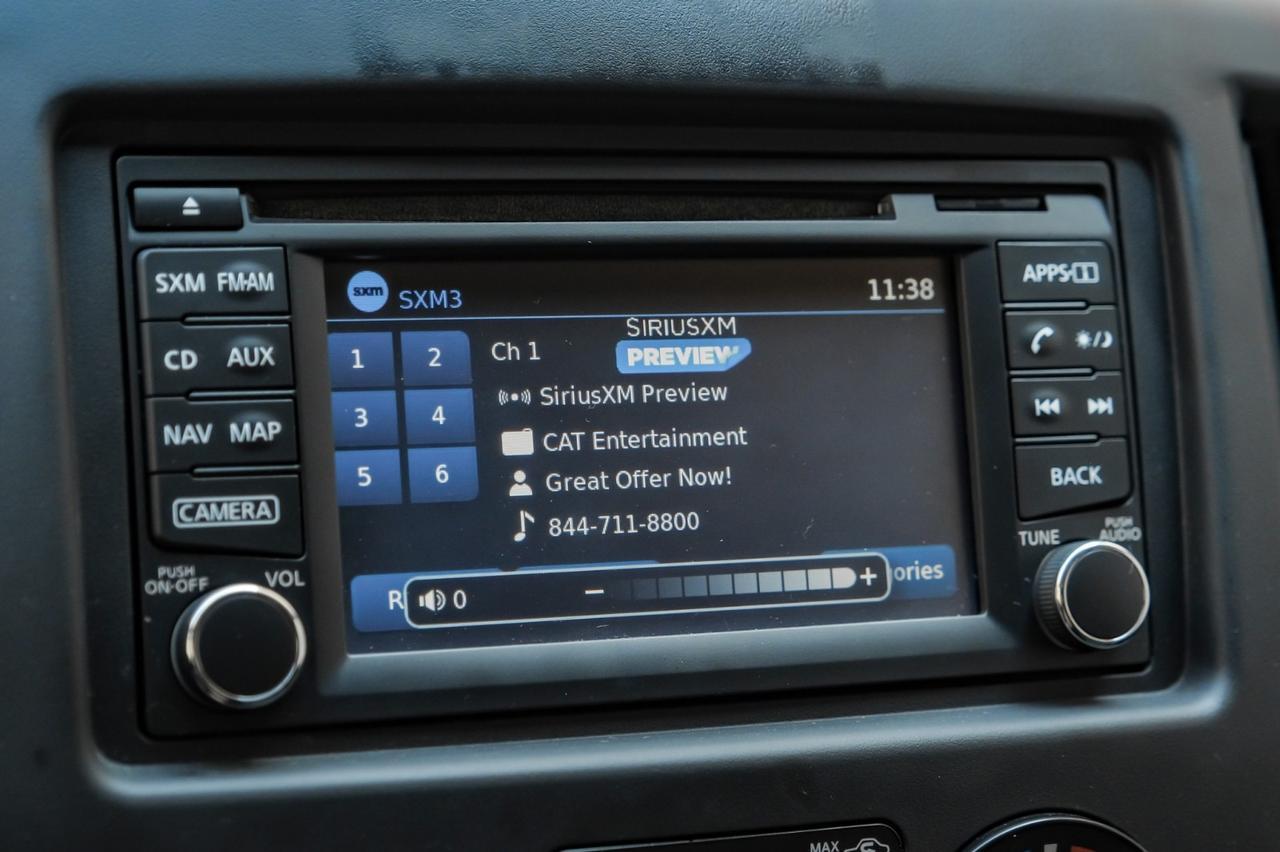 SXM FM·AM
CD AUX
NAV MAP
CAMERA
PUSH
ON·OFF
VOL
sxm SXM3 11:38
1 2
3 4
5 6
Ch 1
SIRIUSXM
PREVIEW
SiriusXM Preview
CAT Entertainment
Great Offer Now!
844-711-8800
R
0 − +
ories
APPS·i
BACK
TUNE
PUSH
AUDIO
MAX